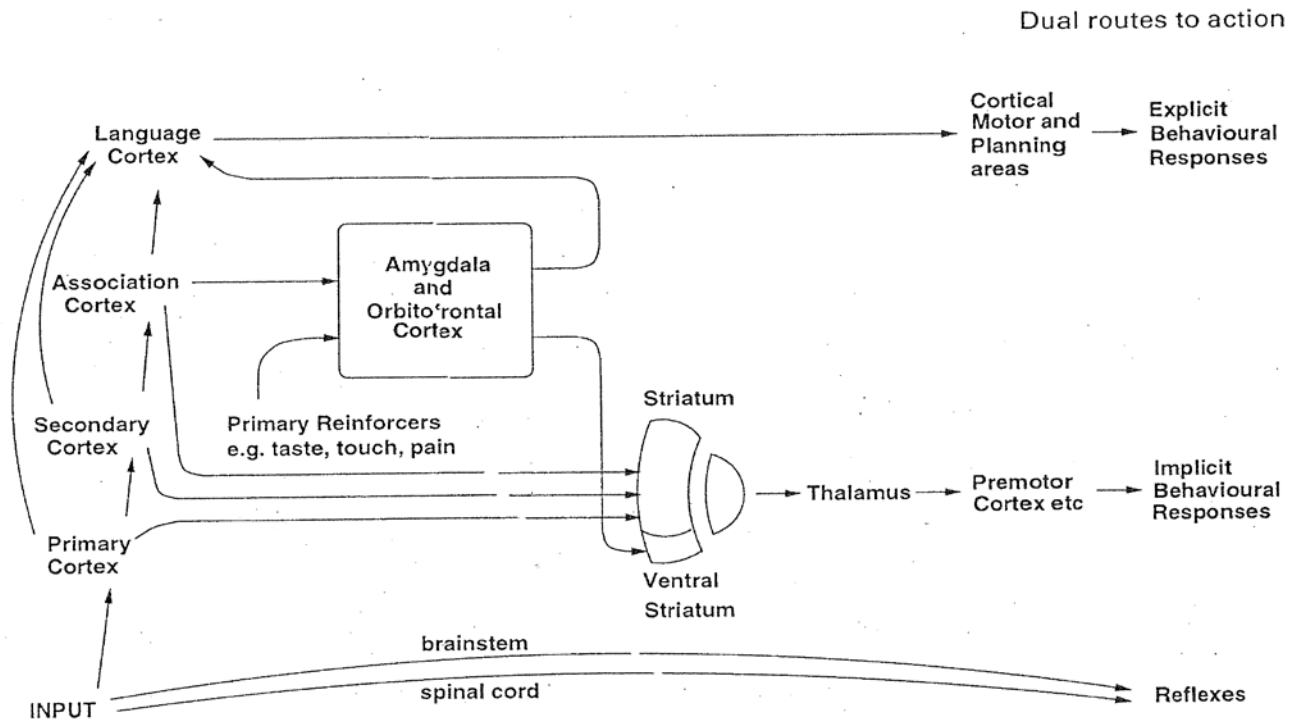 Dual routes to action
Language
Cortex
Cortical
Motor and
Planning
areas
Explicit
Behavioural
Responses
Association
Cortex
Amygdala
and
Orbito'rontal
Cortex
Secondary
Cortex
Primary Reinforcers
e.g. taste, touch, pain
Striatum
Primary
Cortex
Thalamus
Premotor
Cortex etc
Implicit
Behavioural
Responses
Ventral
Striatum
brainstem
spinal cord
INPUT
Reflexes